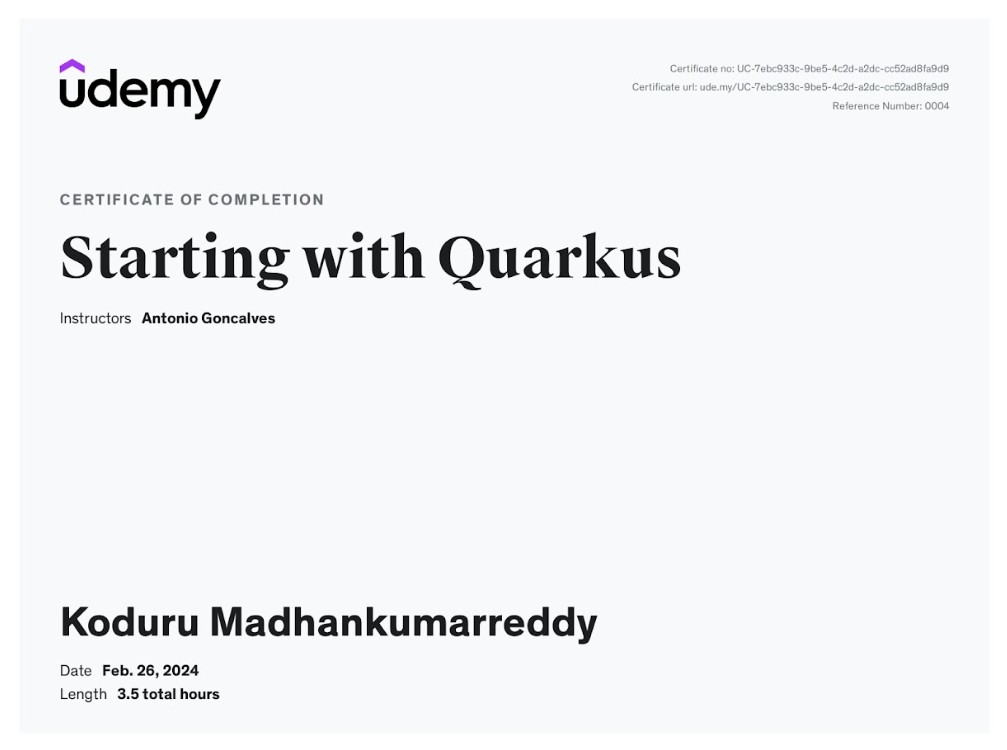 udemy
Certificate no: UC-7ebc933c-9be5-4c2d-a2dc-cc52ad8fa9d9
Certificate url: ude.my/UC-7ebc933c-9be5-4c2d-a2dc-cc52ad8fa9d9
Reference Number: 0004
CERTIFICATE OF COMPLETION
Starting with Quarkus
Instructors Antonio Goncalves
Koduru Madhankumarreddy
Date Feb. 26, 2024
Length 3.5 total hours